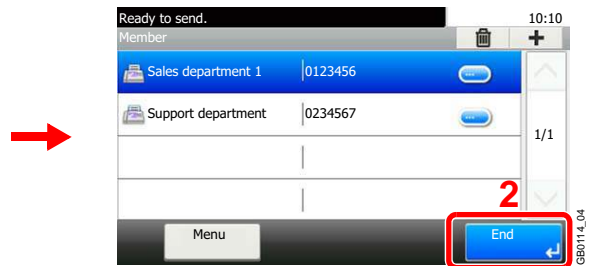 Ready to send. 10:10
Member
Sales department 1 0123456
Support department 0234567
1/1
2
Menu End
GB0114_04